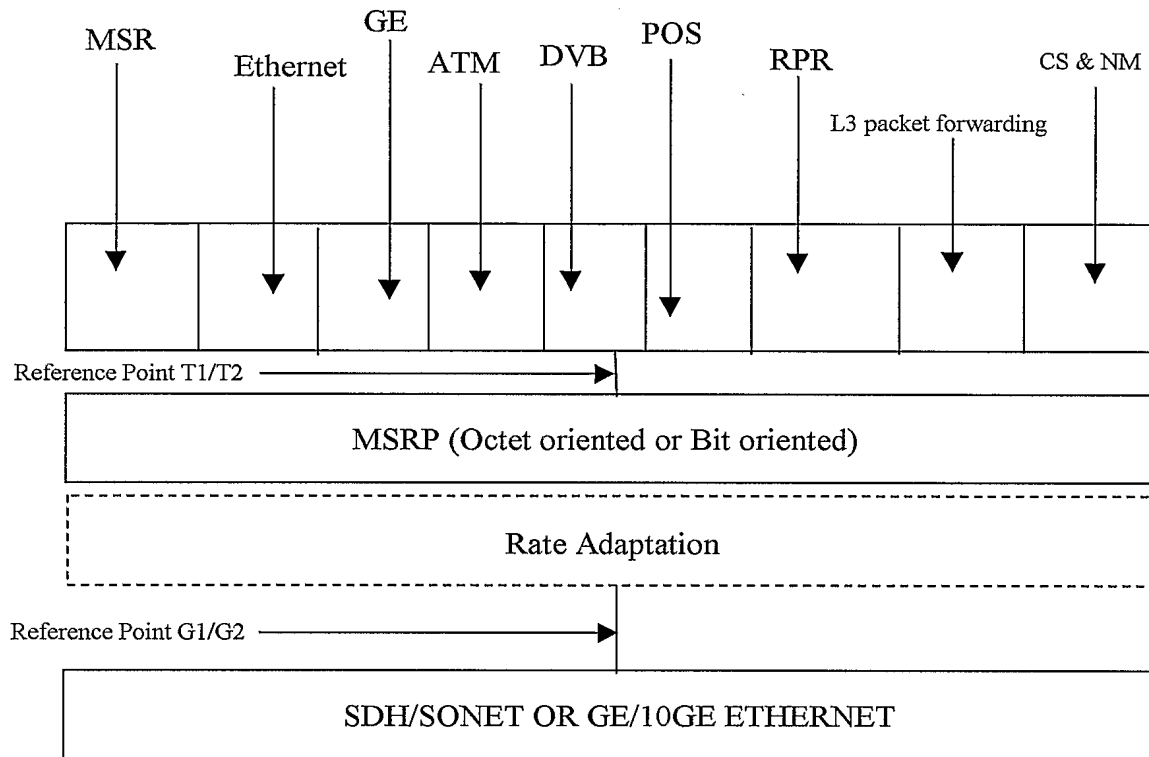 MSR
Ethernet
GE
ATM
DVB
POS
RPR
L3 packet forwarding
CS & NM
Reference Point T1/T2
MSRP (Octet oriented or Bit oriented)
Rate Adaptation
Reference Point G1/G2
SDH/SONET OR GE/10GE ETHERNET